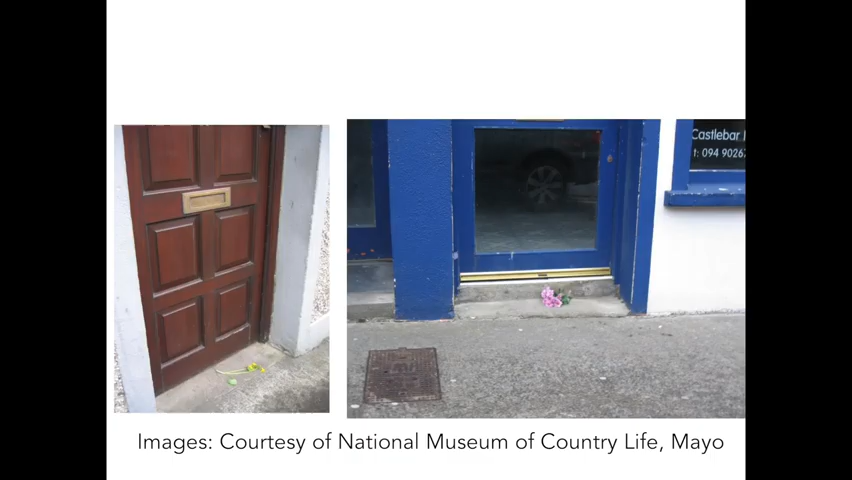 Castlebar
t: 094 9026
Images: Courtesy of National Museum of Country Life, Mayo